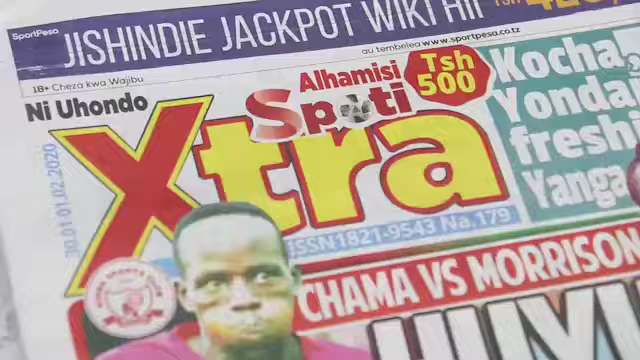 SportPesa
JISHINDIE JACKPOT WIKI HII
18+ Cheza kwa Wajibu
au tembelea www.sportpesa.co.tz
Ni Uhondo
Alhamisi
Spoti
Tsh
500
Xtra
30.01-01.02.2020
ISSN1821-9543 Na.179
Kocha,
Yonda
freshi
Yanga
CHAMA VS MORRISON